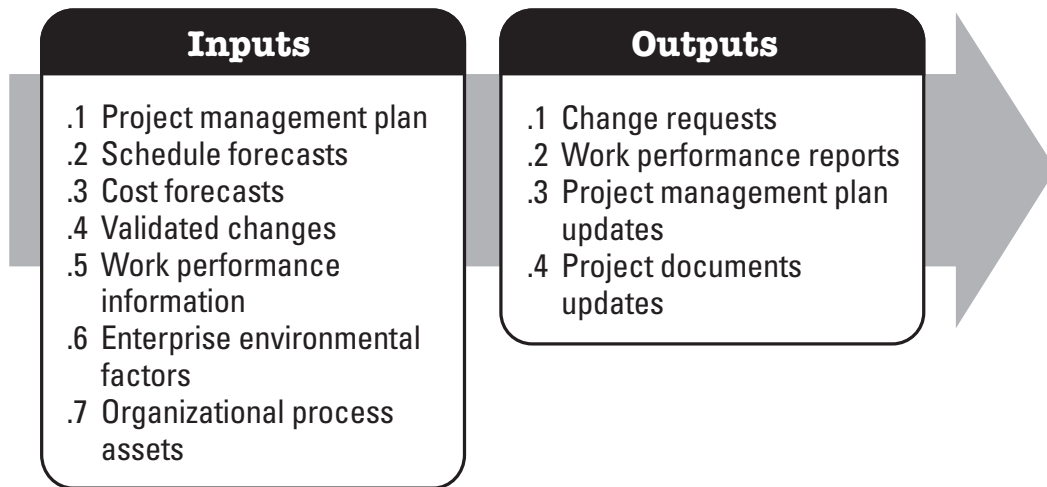 Inputs
.1 Project management plan
.2 Schedule forecasts
.3 Cost forecasts
.4 Validated changes
.5 Work performance
information
.6 Enterprise environmental
factors
.7 Organizational process
assets
Outputs
.1 Change requests
.2 Work performance reports
.3 Project management plan
updates
.4 Project documents
updates